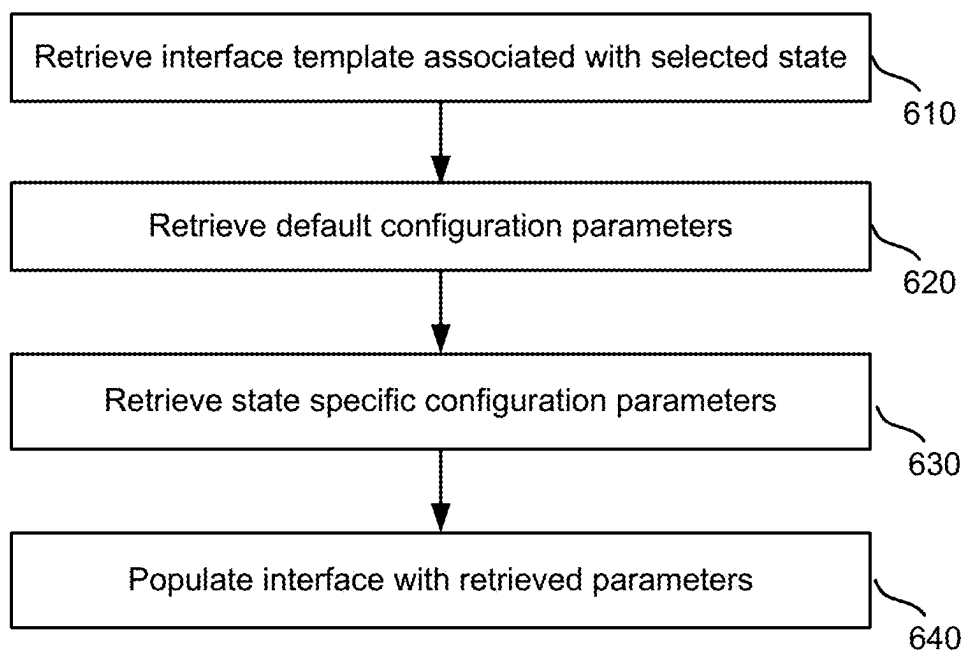 Retrieve interface template associated with selected state
610
Retrieve default configuration parameters
620
Retrieve state specific configuration parameters
630
Populate interface with retrieved parameters
640